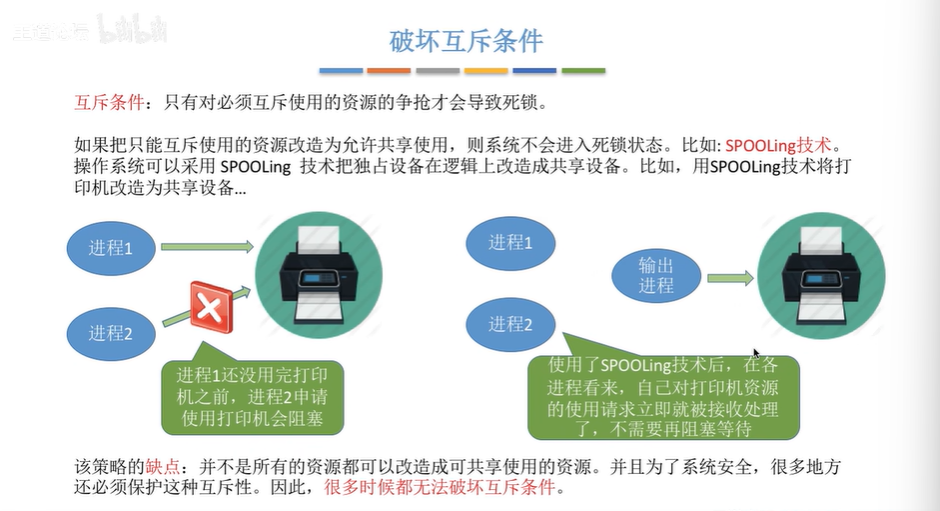 bilibili
破坏互斥条件
互斥条件：只有对必须互斥使用的资源的争抢才会导致死锁。
如果把只能互斥使用的资源改造为允许共享使用，则系统不会进入死锁状态。比如: SPOOLing技术。
操作系统可以采用 SPOOLing 技术把独占设备在逻辑上改造成共享设备。比如，用SPOOLing技术将打
印机改造为共享设备...
进程1
进程2
进程1还没用完打印
机之前，进程2申请
使用打印机会阻塞
进程1
进程2
输出
进程
使用了SPOOLing技术后，在各
进程看来，自己对打印机资源
的使用请求立即就被接收处理
了，不需要再阻塞等待
该策略的缺点：并不是所有的资源都可以改造成可共享使用的资源。并且为了系统安全，很多地方
还必须保护这种互斥性。因此，很多时候都无法破坏互斥条件。